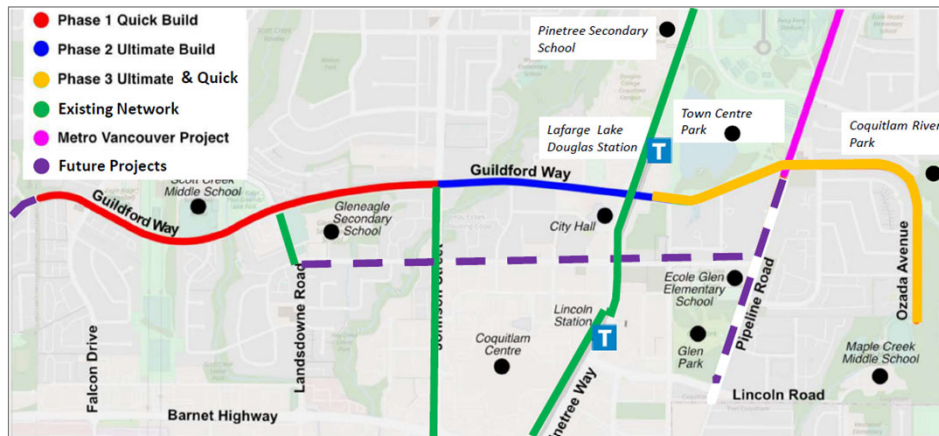 Phase 1 Quick Build
Phase 2 Ultimate Build
Phase 3 Ultimate & Quick
Existing Network
Metro Vancouver Project
Future Projects
Pinetree Secondary
School
Town Centre
Park
Lafarge Lake
Douglas Station
T
Coquitlam River
Park
Guildford Way
Scott Creek
Middle School
Guildford Way
Gleneagle
Secondary
School
City Hall
Johnson Street
Landsdowne Road
Falcon Drive
Lincoln
Station
T
Ecole Glen
Elementary
School
Pipeline Road
Ozada Avenue
Coquitlam
Centre
Glen
Park
Maple Creek
Middle School
Barnet Highway
Pinetree Way
Lincoln Road